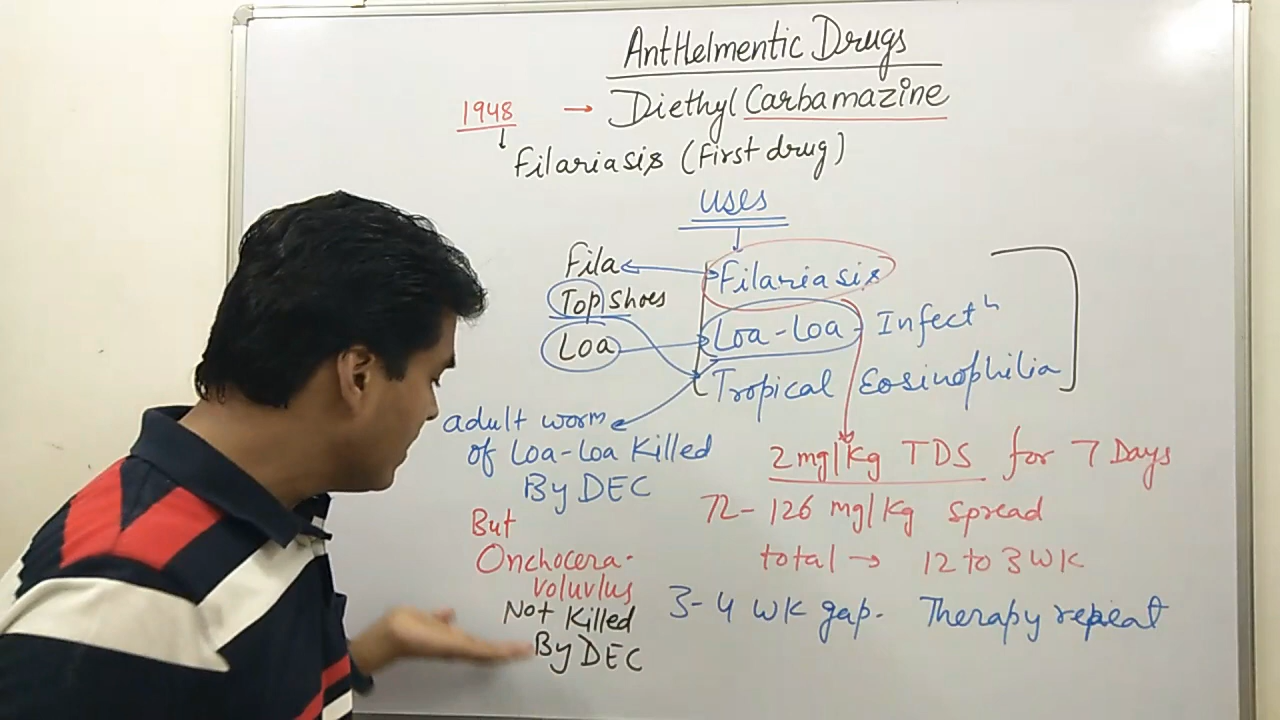 AntHelmentic Drugs
1948 → Diethyl Carbamazine
Filariasis (First drug)
Uses
Fila
Filariasis
Top Shoes
Loa
Loa-Loa- Infectn
Tropical Eosinophilia
adult worm
of Loa-Loa Killed
By DEC
But
Onchocera-
voluvlus
Not Killed
By DEC
2mg/kg TDS for 7 Days
72-126 mg/kg spread
total → 12 to 3 WK
3-4 WK gap- Therapy repeat